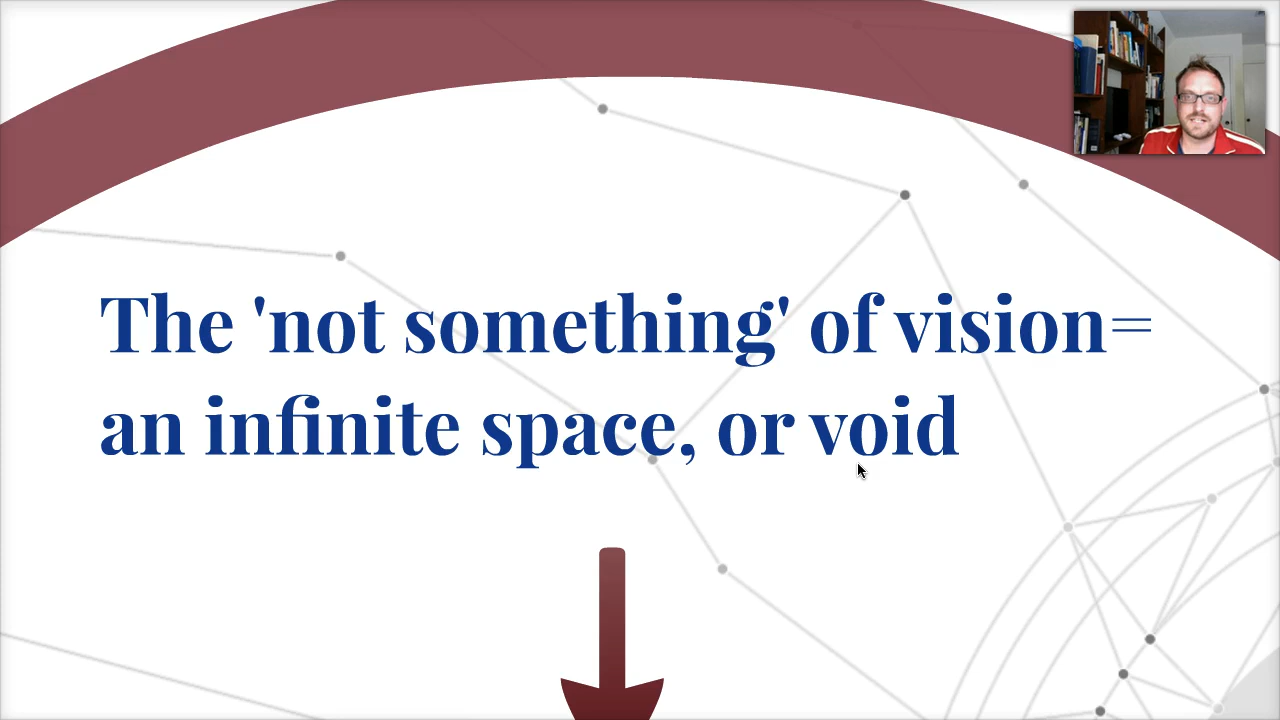 The 'not something' of vision=
an infinite space, or void